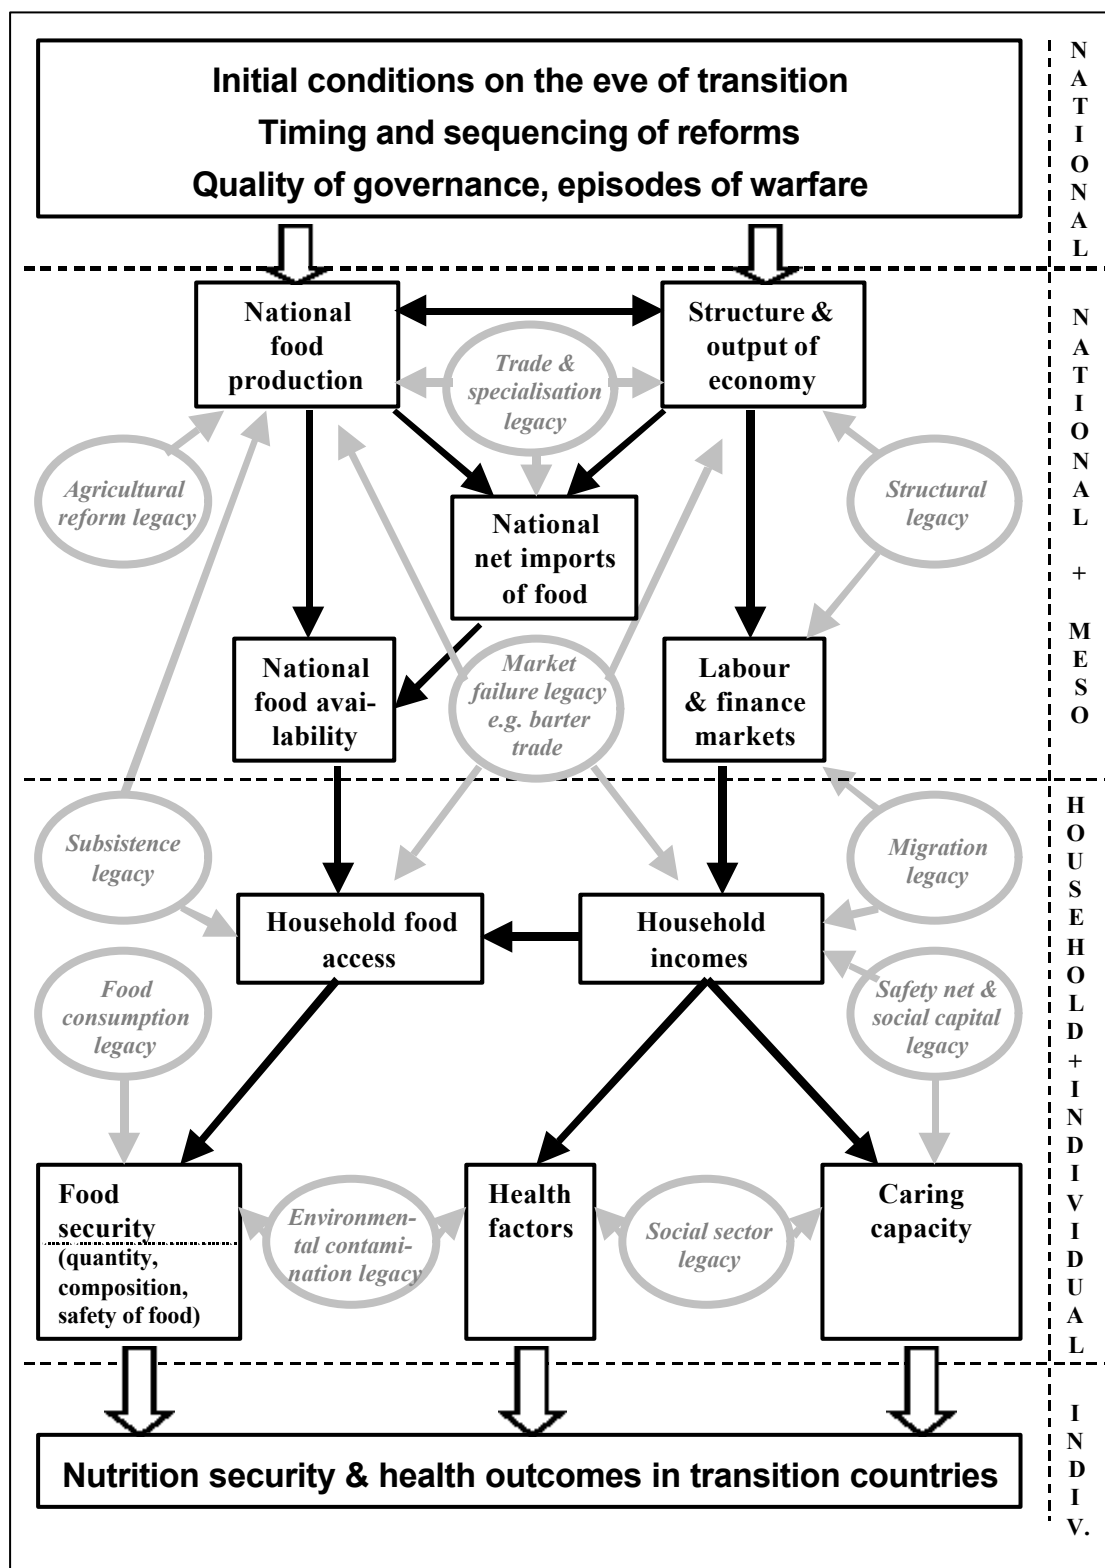 Initial conditions on the eve of transition
Timing and sequencing of reforms
Quality of governance, episodes of warfare
NATIONAL
National
food
production
Structure &
output of
economy
Trade &
specialisation
legacy
Agricultural
reform legacy
Structural
legacy
National
net imports
of food
National
food avai-
lability
Market
failure legacy
e.g. barter
trade
Labour
& finance
markets
NATIONAL + MESO
Subsistence
legacy
Migration
legacy
Household food
access
Household
incomes
Food
consumption
legacy
Safety net &
social capital
legacy
Food
security
(quantity,
composition,
safety of food)
Environmen-
tal contami-
nation legacy
Health
factors
Social sector
legacy
Caring
capacity
HOUSEHOLD+INDIVIDUAL
Nutrition security & health outcomes in transition countries
INDIV.